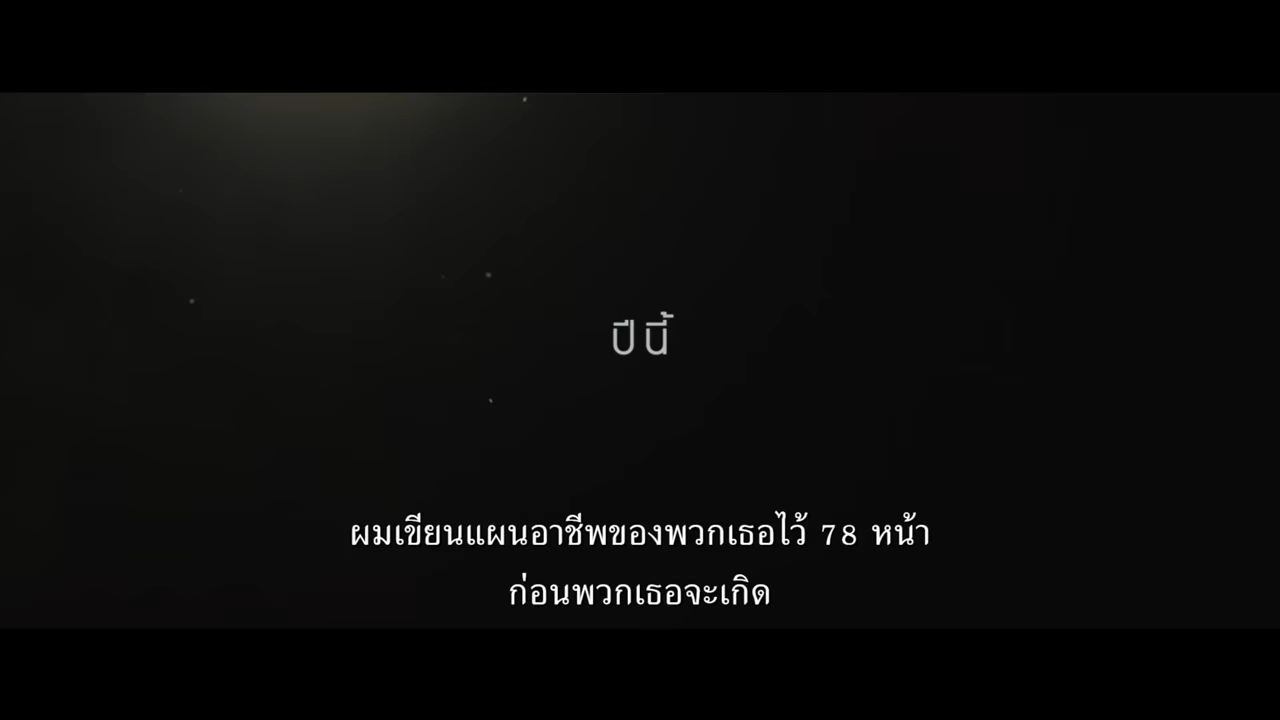 ปีนี้
ผมเขียนแผนอาชีพของพวกเธอไว้ 78 หน้า
ก่อนพวกเธอจะเกิด